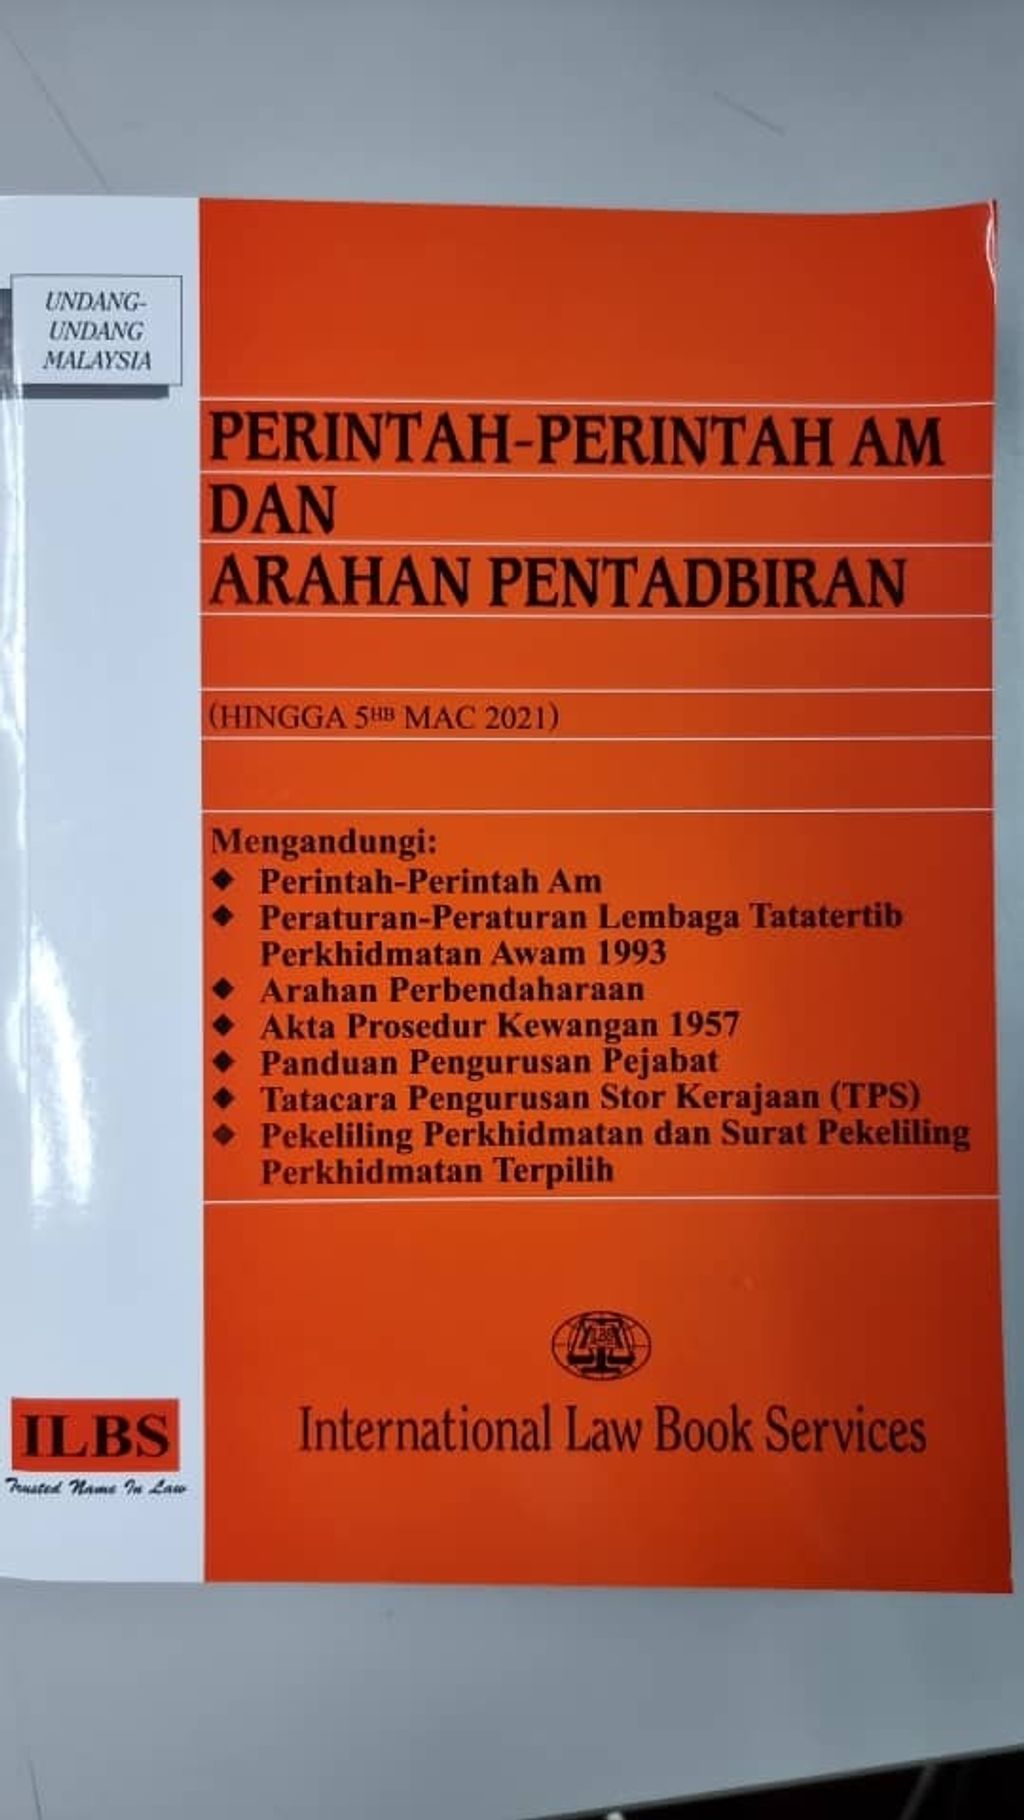 UNDANG-
UNDANG
MALAYSIA
PERINTAH-PERINTAH AM
DAN
ARAHAN PENTADBIRAN
(HINGGA 5HB MAC 2021)
Mengandungi:
◆ Perintah-Perintah Am
◆ Peraturan-Peraturan Lembaga Tatatertib
Perkhidmatan Awam 1993
◆ Arahan Perbendaharaan
◆ Akta Prosedur Kewangan 1957
◆ Panduan Pengurusan Pejabat
◆ Tatacara Pengurusan Stor Kerajaan (TPS)
◆ Pekeliling Perkhidmatan dan Surat Pekeliling
Perkhidmatan Terpilih
ILBS
International Law Book Services
ILBS
Trusted Name In Law